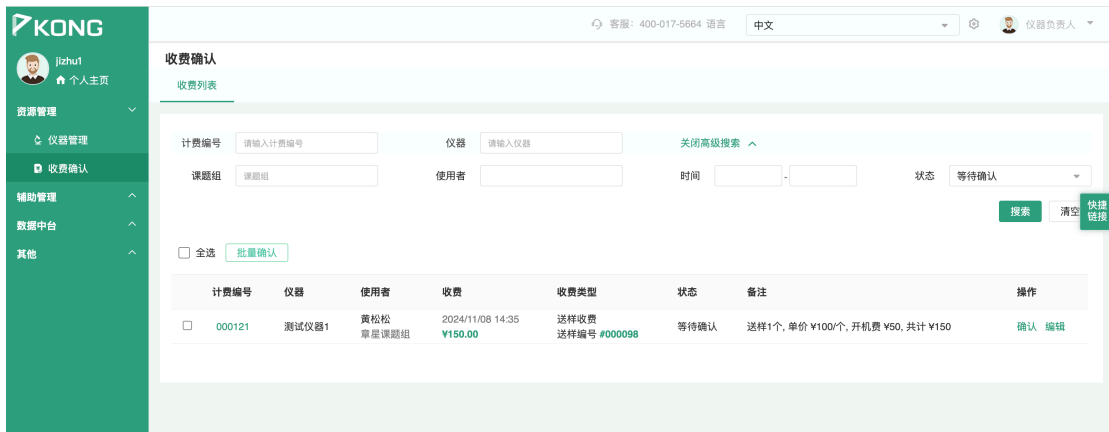 PKONG
客服：400-017-5664 语言 中文 仪器负责人
jizhu1
个人主页
资源管理
仪器管理
收费确认
辅助管理
数据中台
其他
收费确认
收费列表
计费编号 请输入计费编号 仪器 请输入仪器 关闭高级搜索
课题组 课题组 使用者 时间 - 状态 等待确认
搜索 清空
快捷
链接
全选 批量确认
计费编号 仪器 使用者 收费 收费类型 状态 备注 操作
000121 测试仪器1 黄松松 2024/11/08 14:35 送样收费 等待确认 送样1个, 单价 ¥100/个, 开机费 ¥50, 共计 ¥150 确认 编辑
章星课题组 ¥150.00 送样编号 #000098